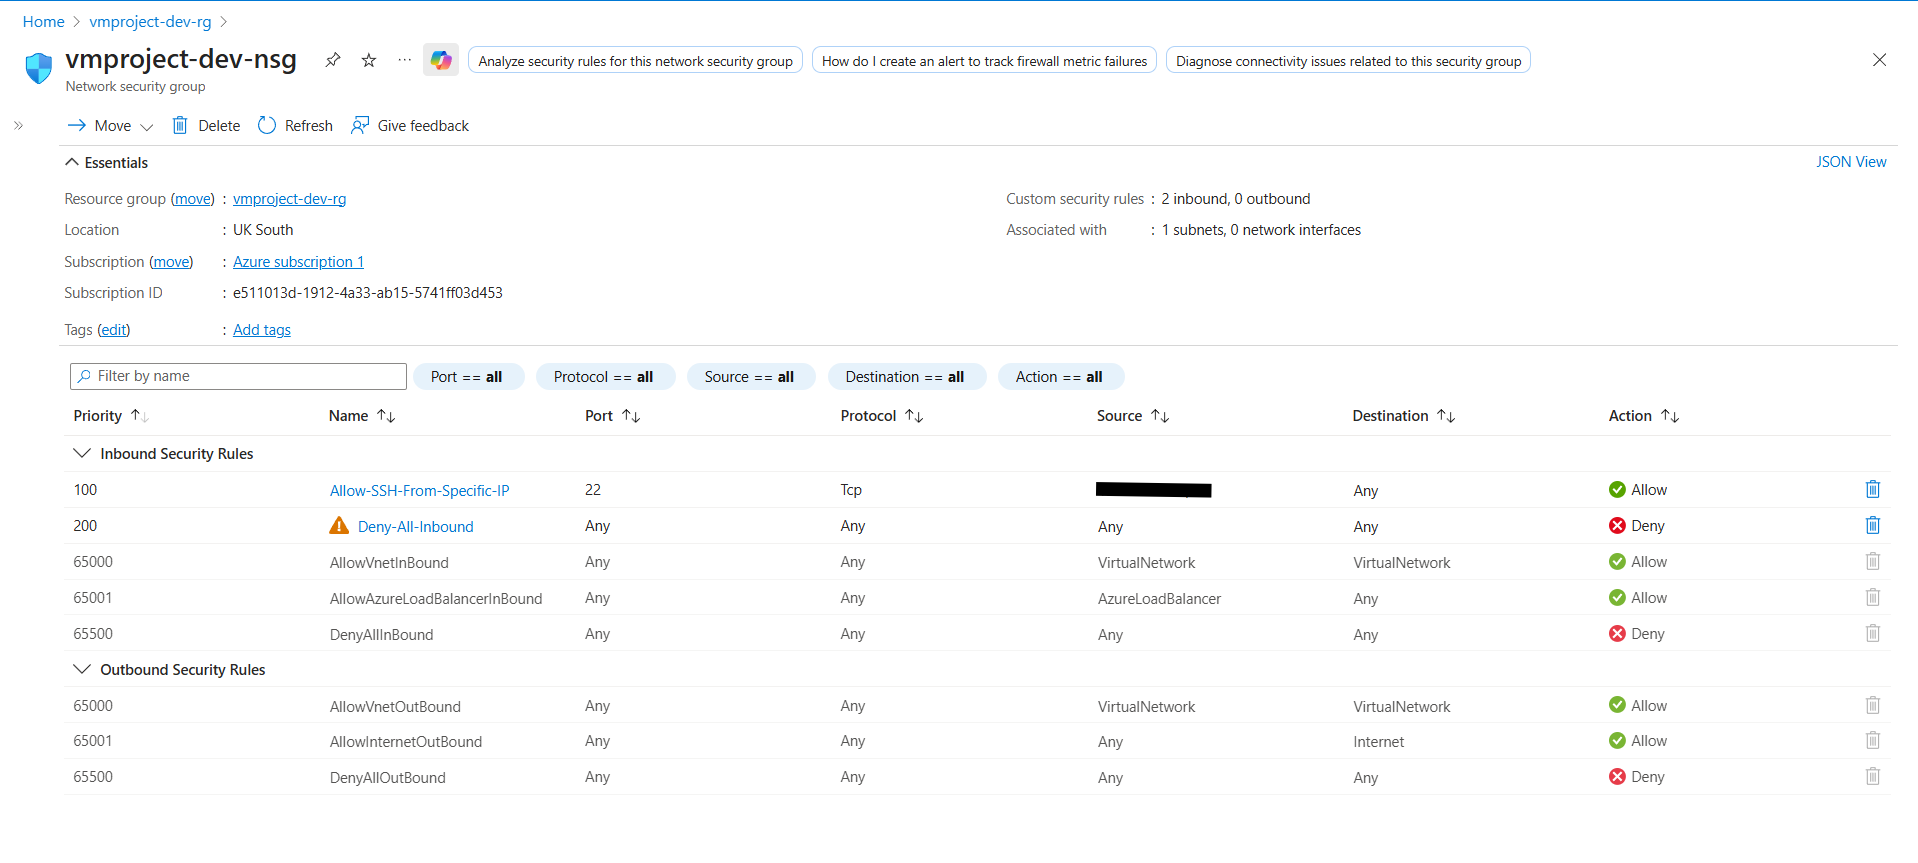 Home > vmproject-dev-rg >
vmproject-dev-nsg
Analyze security rules for this network security group
How do I create an alert to track firewall metric failures
Diagnose connectivity issues related to this security group
Network security group
Move Delete Refresh Give feedback
Essentials JSON View
Resource group (move) : vmproject-dev-rg Custom security rules : 2 inbound, 0 outbound
Location : UK South Associated with : 1 subnets, 0 network interfaces
Subscription (move) : Azure subscription 1
Subscription ID : e511013d-1912-4a33-ab15-5741ff03d453
Tags (edit) : Add tags
Filter by name Port == all Protocol == all Source == all Destination == all Action == all
Priority Name Port Protocol Source Destination Action
Inbound Security Rules
100 Allow-SSH-From-Specific-IP 22 Tcp Any Allow
200 Deny-All-Inbound Any Any Any Any Deny
65000 AllowVnetInBound Any Any VirtualNetwork VirtualNetwork Allow
65001 AllowAzureLoadBalancerInBound Any Any AzureLoadBalancer Any Allow
65500 DenyAllInBound Any Any Any Any Deny
Outbound Security Rules
65000 AllowVnetOutBound Any Any VirtualNetwork VirtualNetwork Allow
65001 AllowInternetOutBound Any Any Any Internet Allow
65500 DenyAllOutBound Any Any Any Any Deny